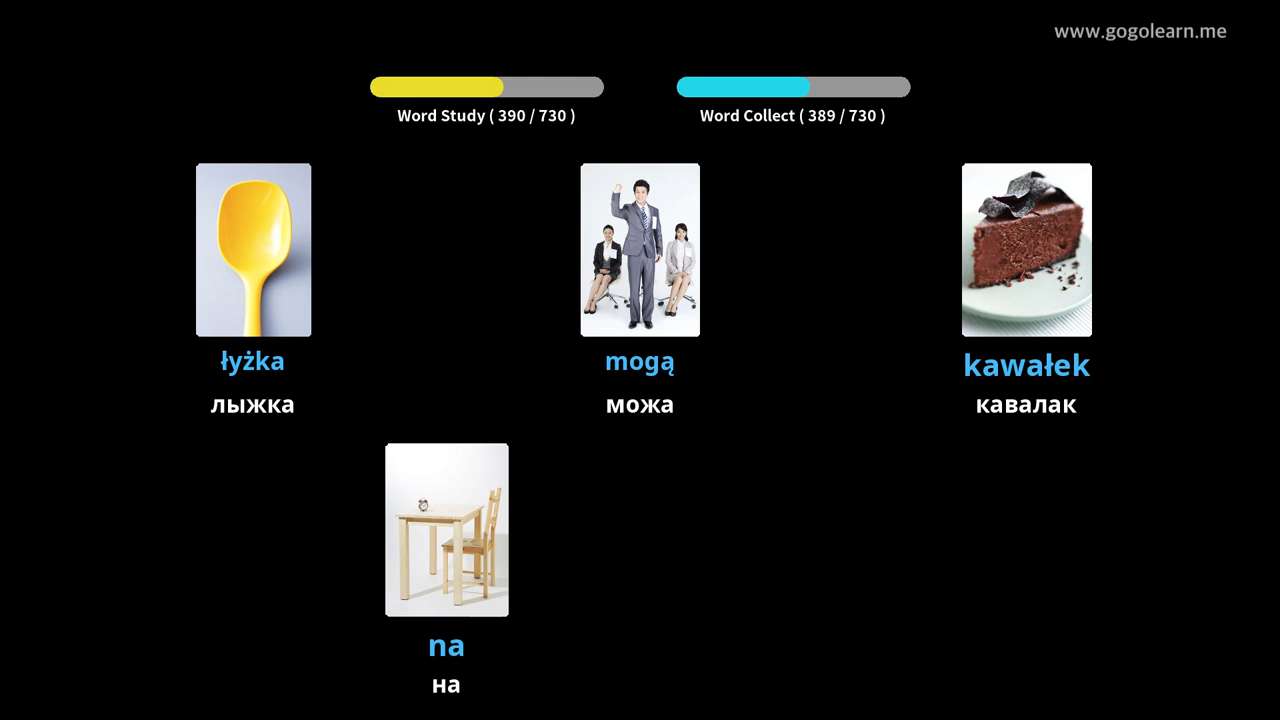 www.gogolearn.me
Word Study ( 390 / 730 )
Word Collect ( 389 / 730 )
łyżka
лыжка
mogą
можа
kawałek
кавалак
na
на